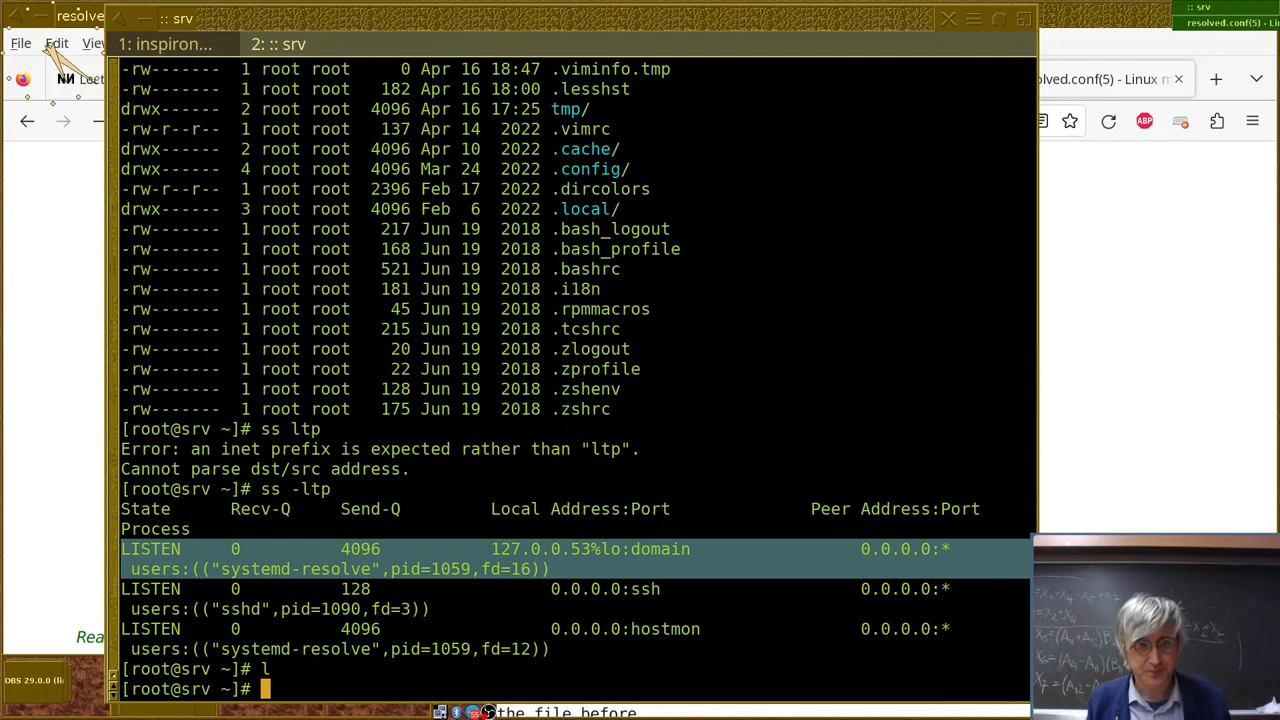 resolved
:: srv
:: srv
resolved.conf(5)
File Edit
1: inspiron...
2: :: srv
olved.conf(5) - Linux m
ABP
-rw------- 1 root root 0 Apr 16 18:47 .viminfo.tmp
-rw------- 1 root root 182 Apr 16 18:00 .lesshst
drwx------ 2 root root 4096 Apr 16 17:25 tmp/
-rw-r--r-- 1 root root 137 Apr 14 2022 .vimrc
drwx------ 2 root root 4096 Apr 10 2022 .cache/
drwx------ 4 root root 4096 Mar 24 2022 .config/
-rw-r--r-- 1 root root 2396 Feb 17 2022 .dircolors
drwx------ 3 root root 4096 Feb 6 2022 .local/
-rw------- 1 root root 217 Jun 19 2018 .bash_logout
-rw------- 1 root root 168 Jun 19 2018 .bash_profile
-rw------- 1 root root 521 Jun 19 2018 .bashrc
-rw------- 1 root root 181 Jun 19 2018 .i18n
-rw------- 1 root root 45 Jun 19 2018 .rpmmacros
-rw------- 1 root root 215 Jun 19 2018 .tcshrc
-rw------- 1 root root 20 Jun 19 2018 .zlogout
-rw------- 1 root root 22 Jun 19 2018 .zprofile
-rw------- 1 root root 128 Jun 19 2018 .zshenv
-rw------- 1 root root 175 Jun 19 2018 .zshrc
[root@srv ~]# ss ltp
Error: an inet prefix is expected rather than "ltp".
Cannot parse dst/src address.
[root@srv ~]# ss -ltp
State Recv-Q Send-Q Local Address:Port Peer Address:Port
Process
LISTEN 0 4096 127.0.0.53%lo:domain 0.0.0.0:*
users:(("systemd-resolve",pid=1059,fd=16))
LISTEN 0 128 0.0.0.0:ssh 0.0.0.0:*
users:(("sshd",pid=1090,fd=3))
LISTEN 0 4096 0.0.0.0:hostmon 0.0.0.0:*
users:(("systemd-resolve",pid=1059,fd=12))
[root@srv ~]# l
[root@srv ~]#
OBS 29.0.0 (li
the file before